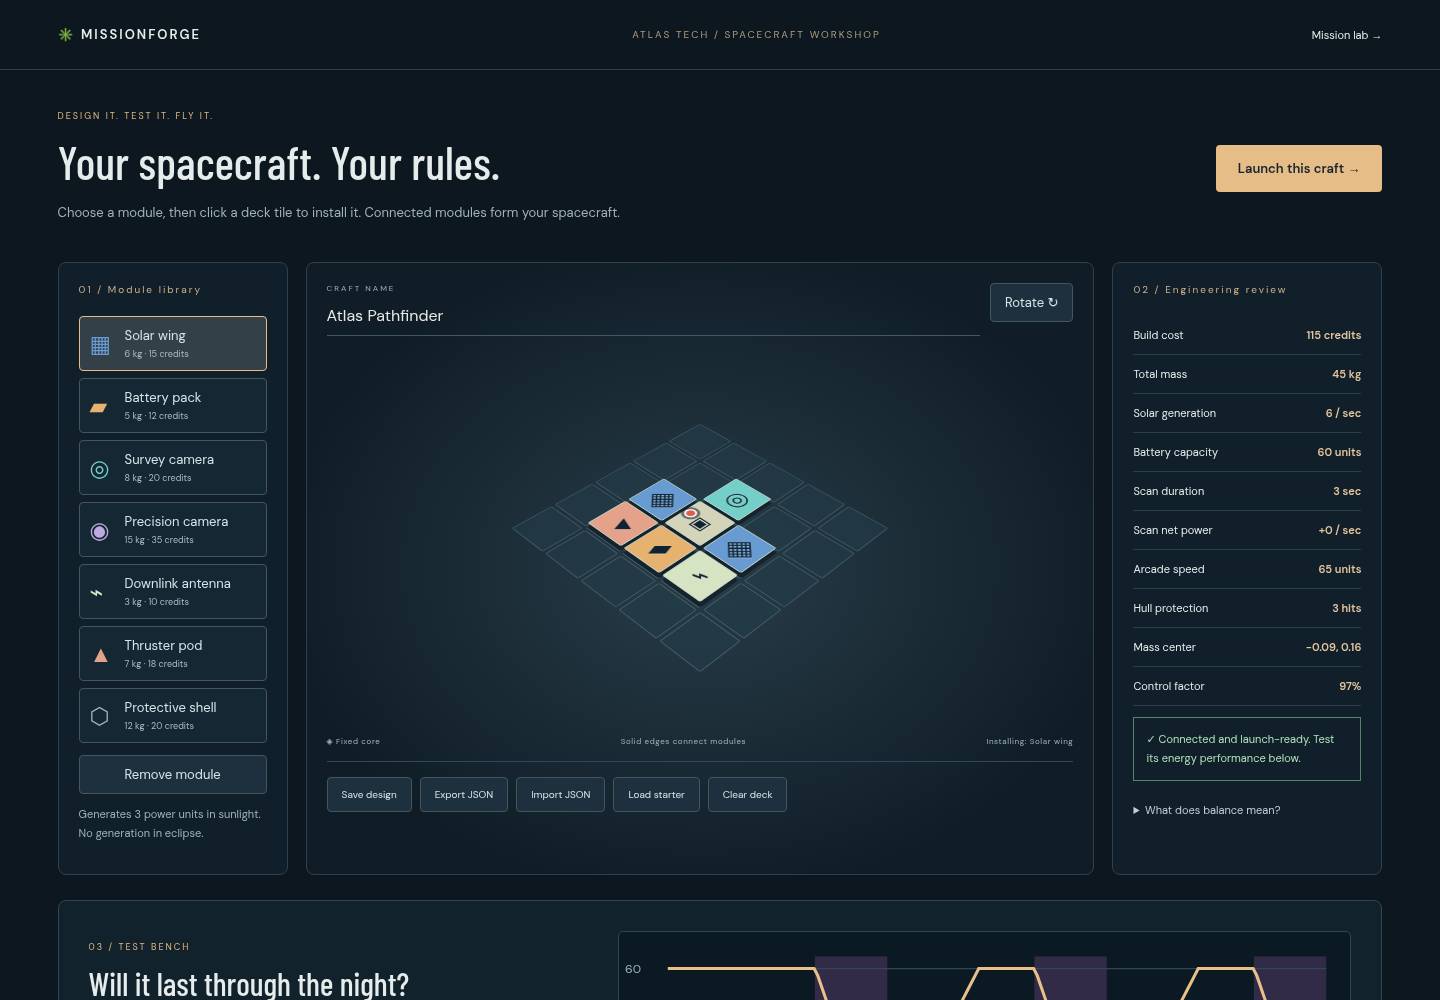 MISSIONFORGE
ATLAS TECH / SPACECRAFT WORKSHOP
Mission lab →
DESIGN IT. TEST IT. FLY IT.
Your spacecraft. Your rules.
Choose a module, then click a deck tile to install it. Connected modules form your spacecraft.
Launch this craft →
01 / Module library
Solar wing
6 kg · 15 credits
Battery pack
5 kg · 12 credits
Survey camera
8 kg · 20 credits
Precision camera
15 kg · 35 credits
Downlink antenna
3 kg · 10 credits
Thruster pod
7 kg · 18 credits
Protective shell
12 kg · 20 credits
Remove module
Generates 3 power units in sunlight.
No generation in eclipse.
CRAFT NAME
Atlas Pathfinder
Rotate ↻
◈ Fixed core
Solid edges connect modules
Installing: Solar wing
Save design
Export JSON
Import JSON
Load starter
Clear deck
02 / Engineering review
Build cost 115 credits
Total mass 45 kg
Solar generation 6 / sec
Battery capacity 60 units
Scan duration 3 sec
Scan net power +0 / sec
Arcade speed 65 units
Hull protection 3 hits
Mass center -0.09, 0.16
Control factor 97%
✓ Connected and launch-ready. Test
its energy performance below.
▶ What does balance mean?
03 / TEST BENCH
Will it last through the night?
60